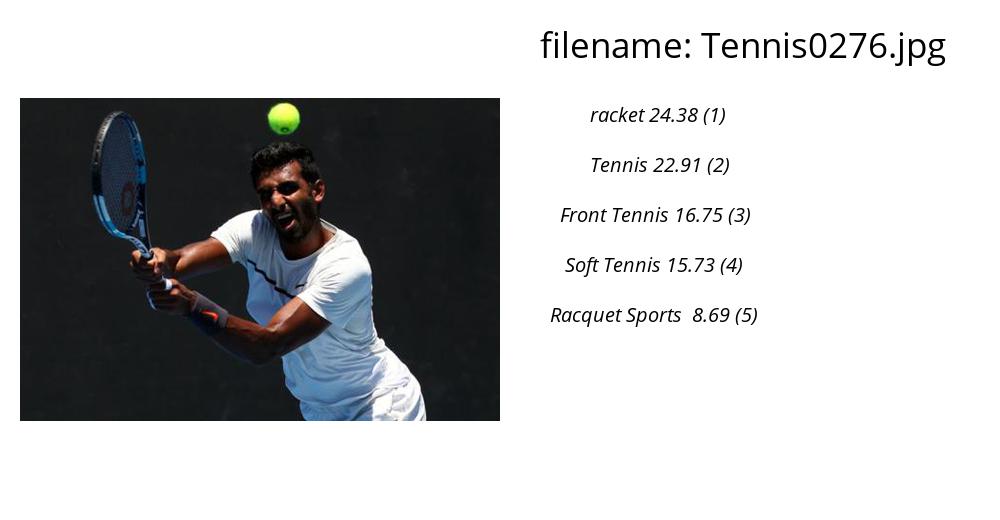 filename: Tennis0276.jpg
racket 24.38 (1)
Tennis 22.91 (2)
Front Tennis 16.75 (3)
Soft Tennis 15.73 (4)
Racquet Sports 8.69 (5)